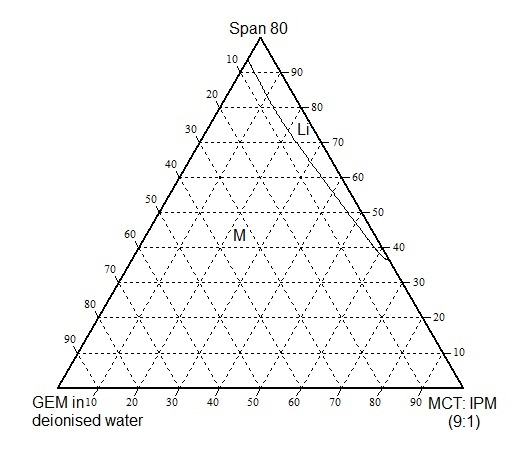 Span 80
10 90
20 80
Li
30 70
40 60
50 50
M
60 40
70 30
80 20
90 10
GEM in 10 20 30 40 50 60 70 80 90 MCT: IPM
deionised water (9:1)